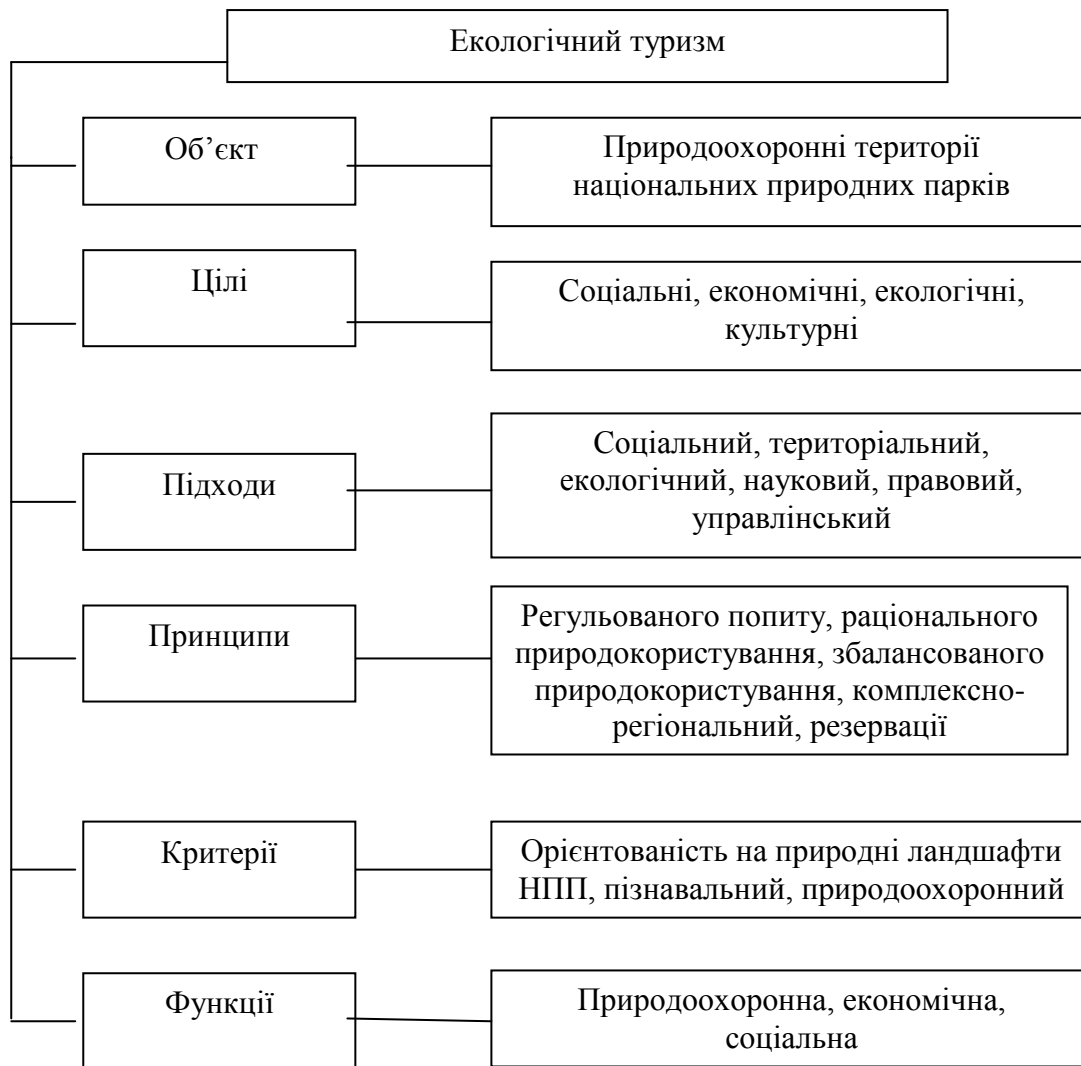 Екологічний туризм
Об’єкт
Природоохоронні території
національних природних парків
Цілі
Соціальні, економічні, екологічні,
культурні
Підходи
Соціальний, територіальний,
екологічний, науковий, правовий,
управлінський
Принципи
Регульованого попиту, раціонального
природокористування, збалансованого
природокористування, комплексно-
регіональний, резервації
Критерії
Орієнтованість на природні ландшафти
НПП, пізнавальний, природоохоронний
Функції
Природоохоронна, економічна,
соціальна